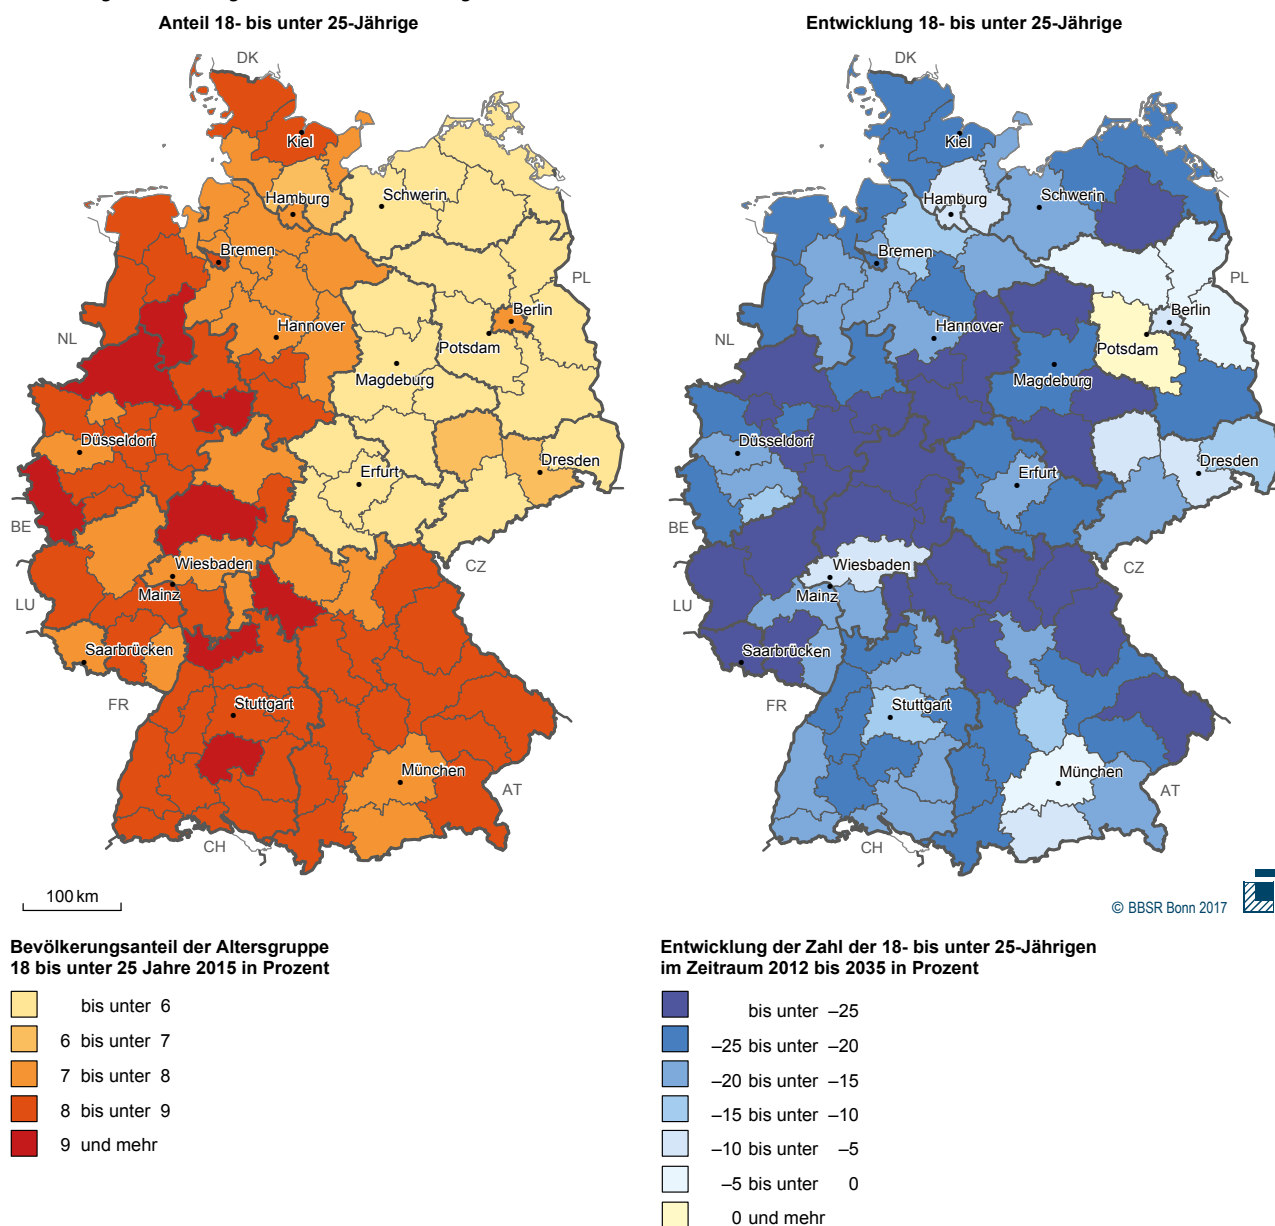 Anteil 18- bis unter 25-Jährige
DK
Kiel
Hamburg
Schwerin
Bremen
PL
Berlin
NL
Hannover
Potsdam
Magdeburg
Düsseldorf
Erfurt
Dresden
BE
Wiesbaden
CZ
Mainz
LU
Saarbrücken
FR
Stuttgart
München
AT
CH
100 km
Entwicklung 18- bis unter 25-Jährige
DK
Kiel
Hamburg
Schwerin
Bremen
PL
Berlin
NL
Hannover
Potsdam
Magdeburg
Düsseldorf
Erfurt
Dresden
BE
Wiesbaden
CZ
Mainz
LU
Saarbrücken
FR
Stuttgart
München
AT
CH
© BBSR Bonn 2017
Bevölkerungsanteil der Altersgruppe
18 bis unter 25 Jahre 2015 in Prozent
bis unter 6
6 bis unter 7
7 bis unter 8
8 bis unter 9
9 und mehr
Entwicklung der Zahl der 18- bis unter 25-Jährigen
im Zeitraum 2012 bis 2035 in Prozent
bis unter –25
–25 bis unter –20
–20 bis unter –15
–15 bis unter –10
–10 bis unter –5
–5 bis unter 0
0 und mehr